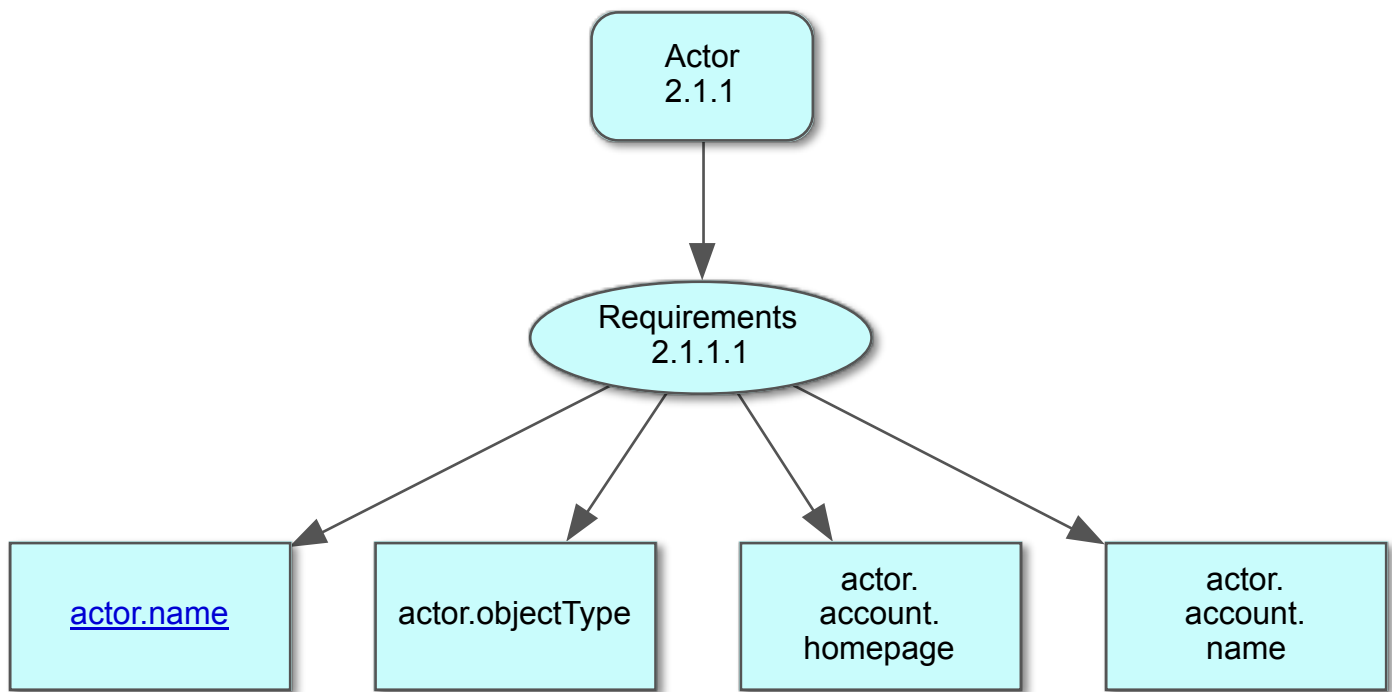 Actor
2.1.1
Requirements
2.1.1.1
actor.name
actor.objectType
actor.
account.
homepage
actor.
account.
name